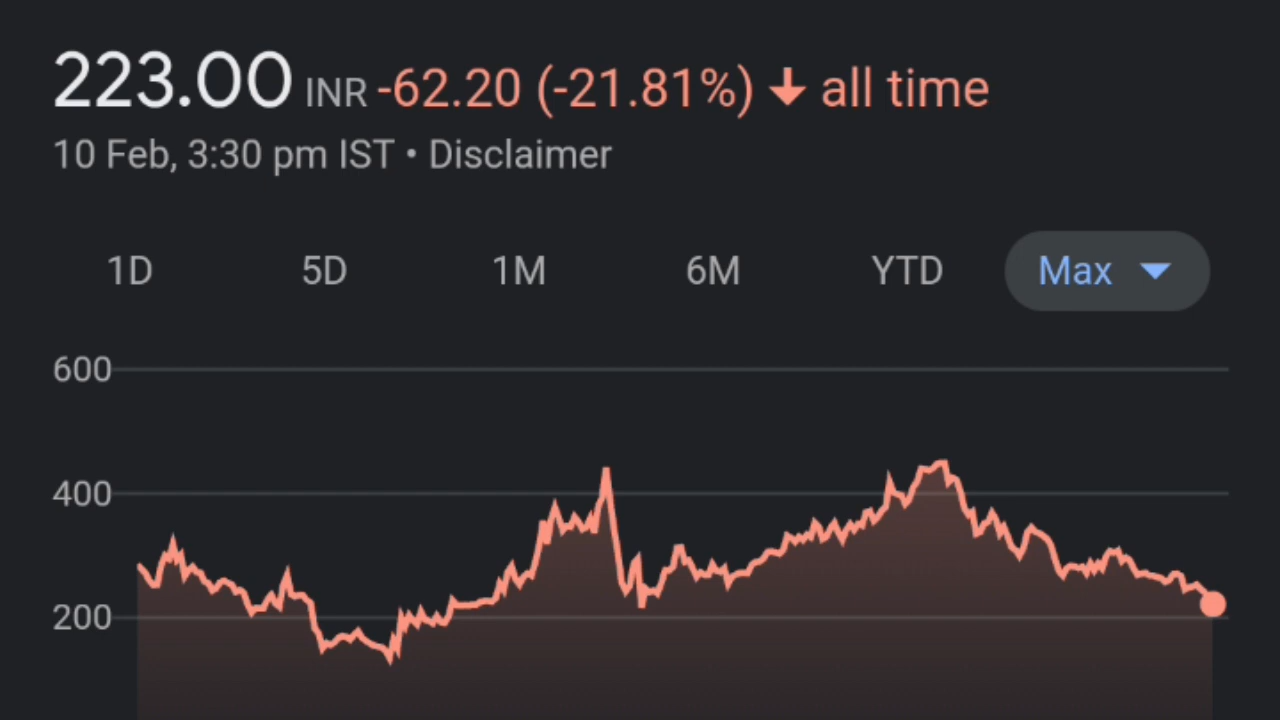 223.00 INR -62.20 (-21.81%) ↓ all time
10 Feb, 3:30 pm IST • Disclaimer
1D 5D 1M 6M YTD Max
600
400
200